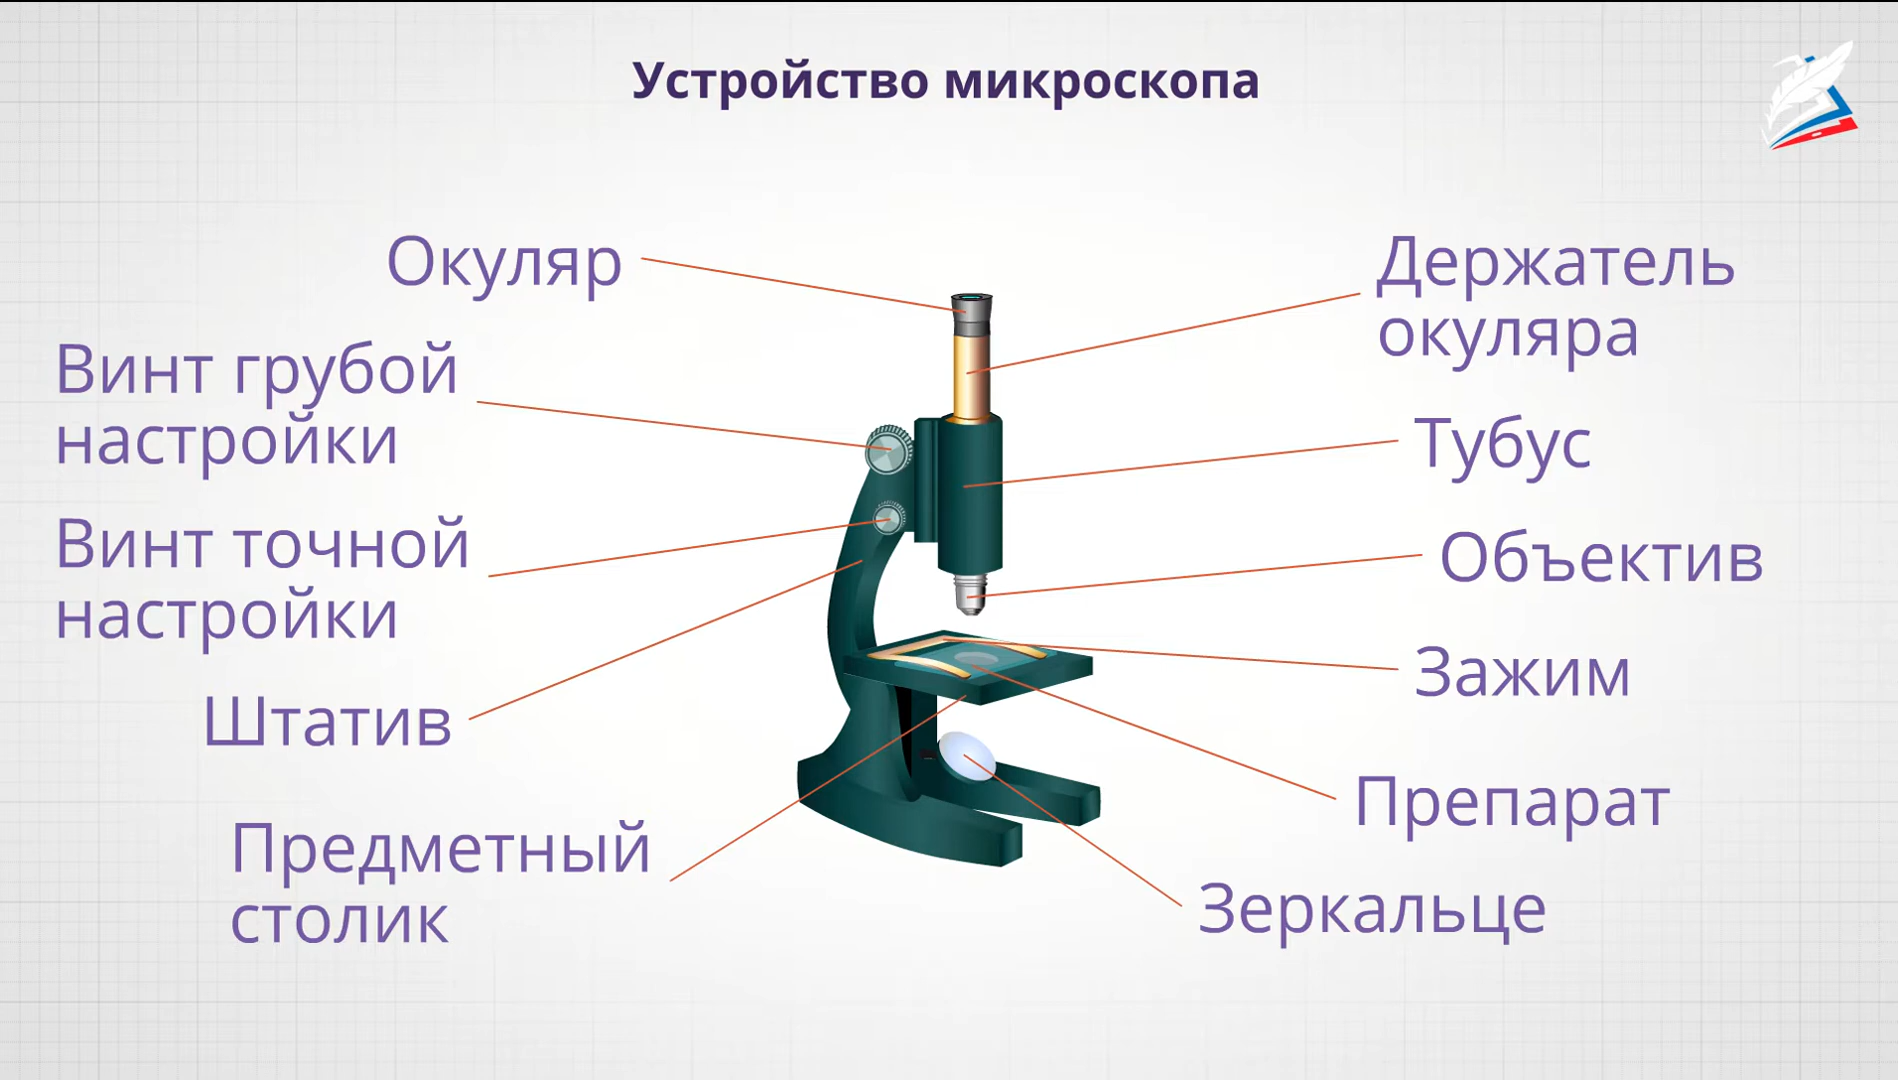 Устройство микроскопа
Окуляр
Винт грубой
настройки
Винт точной
настройки
Штатив
Предметный
столик
Держатель
окуляра
Тубус
Объектив
Зажим
Препарат
Зеркальце